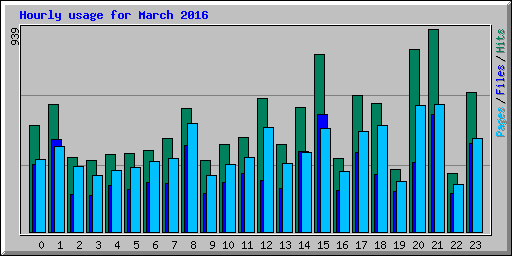 Hourly usage for March 2016
939
Pages/Files/Hits
0 1 2 3 4 5 6 7 8 9 10 11 12 13 14 15 16 17 18 19 20 21 22 23